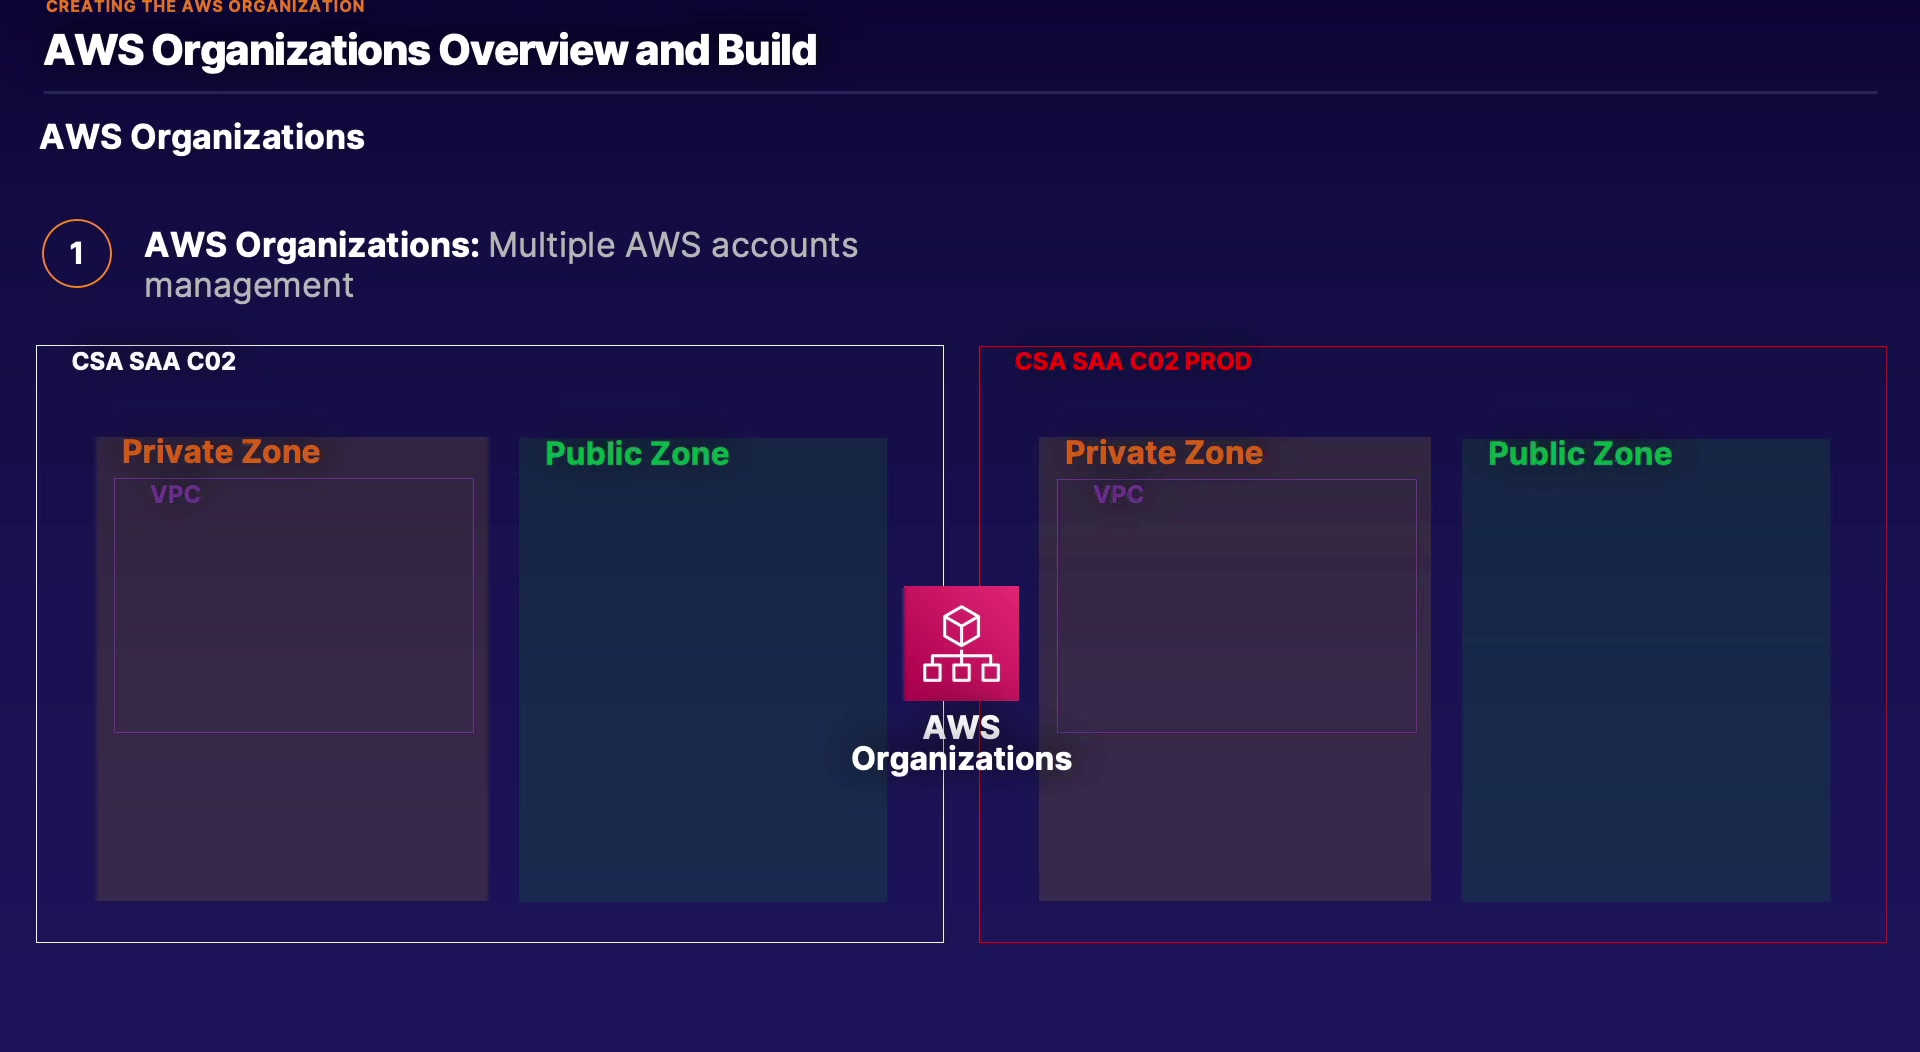 CREATING THE AWS ORGANIZATION
AWS Organizations Overview and Build
AWS Organizations
1
AWS Organizations: Multiple AWS accounts
management
CSA SAA C02
Private Zone
VPC
Public Zone
AWS
Organizations
CSA SAA C02 PROD
Private Zone
VPC
Public Zone